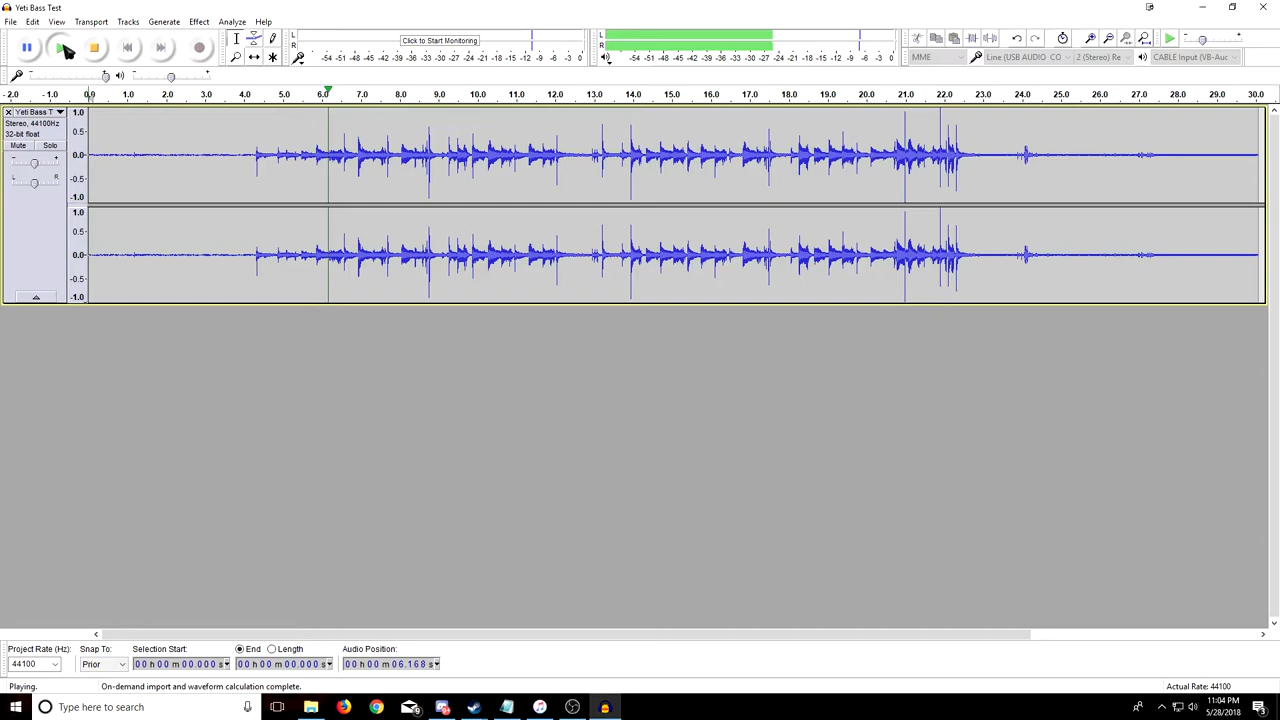 Yeti Bass Test
File Edit View Transport Tracks Generate Effect Analyze Help
L
R
Click to Start Monitoring
-54 -51 -48 -45 -42 -39 -36 -33 -30 -27 -24 -21 -18 -15 -12 -9 -6 -3 0
L
R
-54 -51 -48 -45 -42 -39 -36 -33 -30 -27 -24 -21 -18 -15 -12 -9 -6 -3 0
MME
Line (USB AUDIO CO
2 (Stereo) Re
CABLE Input (VB-Auc
-2.0 -1.0 0.0 1.0 2.0 3.0 4.0 5.0 6.0 7.0 8.0 9.0 10.0 11.0 12.0 13.0 14.0 15.0 16.0 17.0 18.0 19.0 20.0 21.0 22.0 23.0 24.0 25.0 26.0 27.0 28.0 29.0 30.0
Yeti Bass T
Stereo, 44100Hz
32-bit float
Mute Solo
- +
L R
1.0
0.5
0.0
-0.5
-1.0
1.0
0.5
0.0
-0.5
-1.0
Project Rate (Hz): Snap To: Selection Start: End Length Audio Position:
44100 Prior 00 h 00 m 00.000 s 00 h 00 m 00.000 s 00 h 00 m 06.168 s
Playing. On-demand import and waveform calculation complete. Actual Rate: 44100
Type here to search
9
11:04 PM
5/28/2018
3